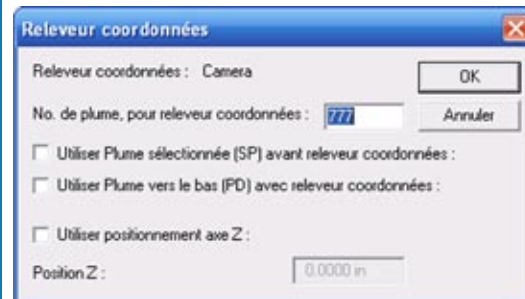 Releveur coordonnées
Releveur coordonnées : Camera
OK
No. de plume, pour releveur coordonnées : 777
Annuler
Utiliser Plume sélectionnée (SP) avant releveur coordonnées :
Utiliser Plume vers le bas (PD) avec releveur coordonnées :
Utiliser positionnement axe Z :
Position Z : 0.0000 in